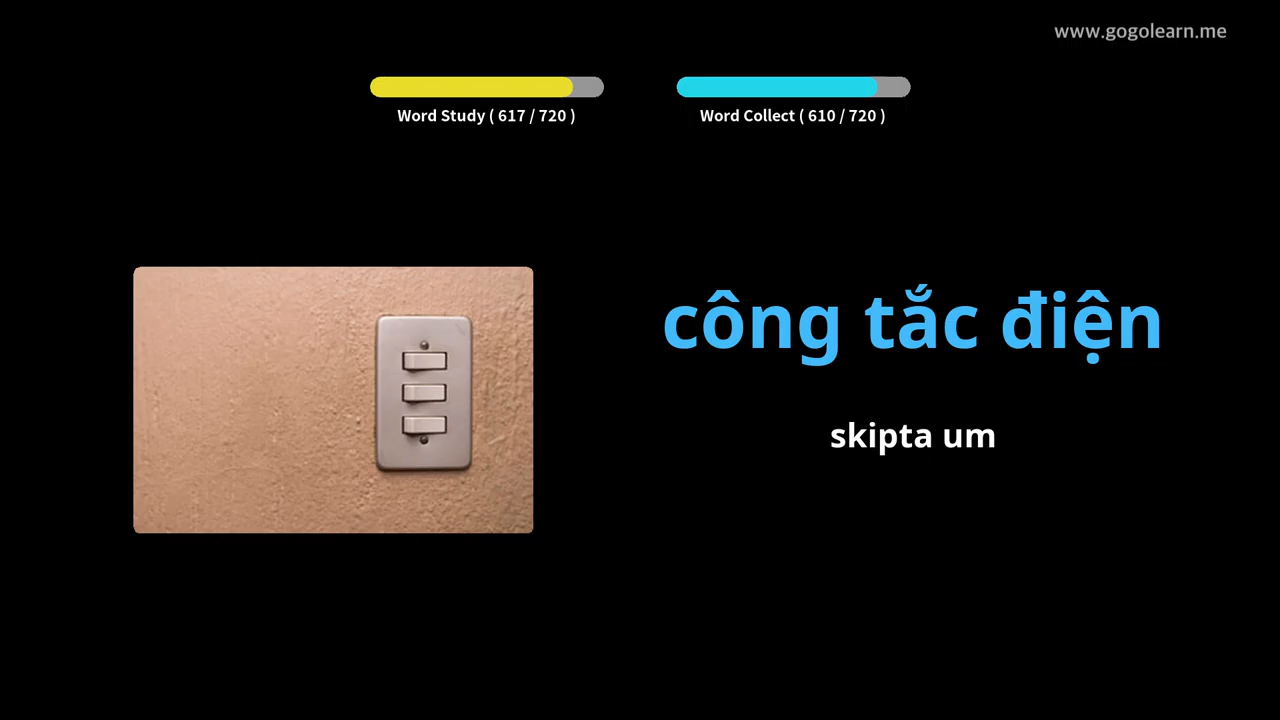 www.gogolearn.me
Word Study ( 617 / 720 )
Word Collect ( 610 / 720 )
công tắc điện
skipta um